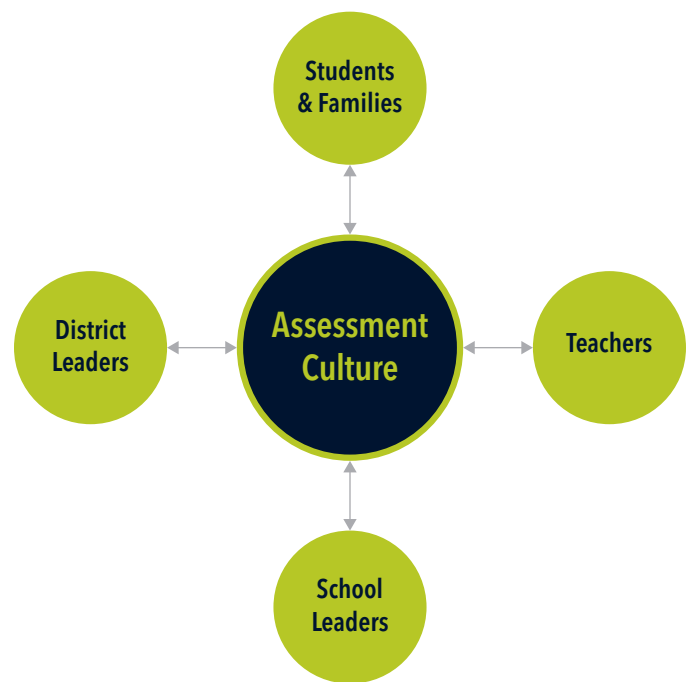 Students
& Families
District
Leaders
Assessment
Culture
Teachers
School
Leaders